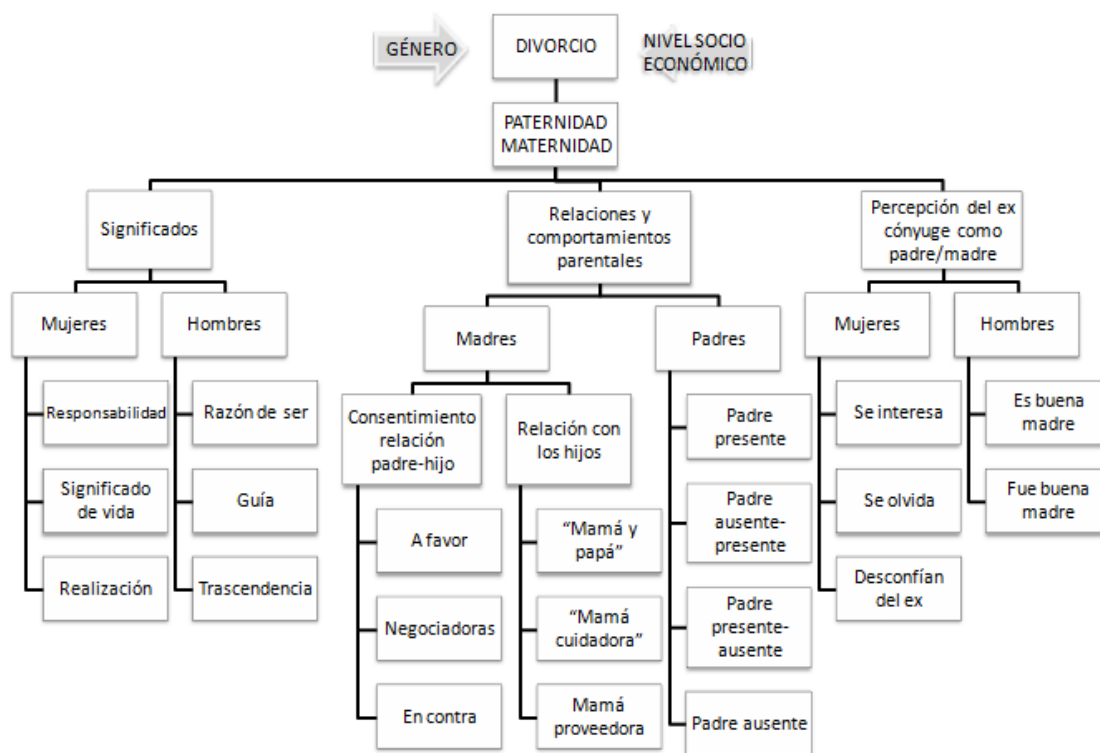 GÉNERO
DIVORCIO
NIVEL SOCIO
ECONÓMICO
PATERNIDAD
MATERNIDAD
Significados
Relaciones y
comportamientos
parentales
Percepción del ex
cónyuge como
padre/madre
Mujeres
Hombres
Madres
Padres
Mujeres
Hombres
Responsabilidad
Significado
de vida
Realización
Razón de ser
Guía
Trascendencia
Consentimiento
relación
padre-hijo
A favor
Negociadoras
En contra
Relación con
los hijos
“Mamá y
papá”
“Mamá
cuidadora”
Mamá
proveedora
Padre
presente
Padre
ausente-
presente
Padre
presente-
ausente
Padre ausente
Se interesa
Se olvida
Desconfían
del ex
Es buena
madre
Fue buena
madre